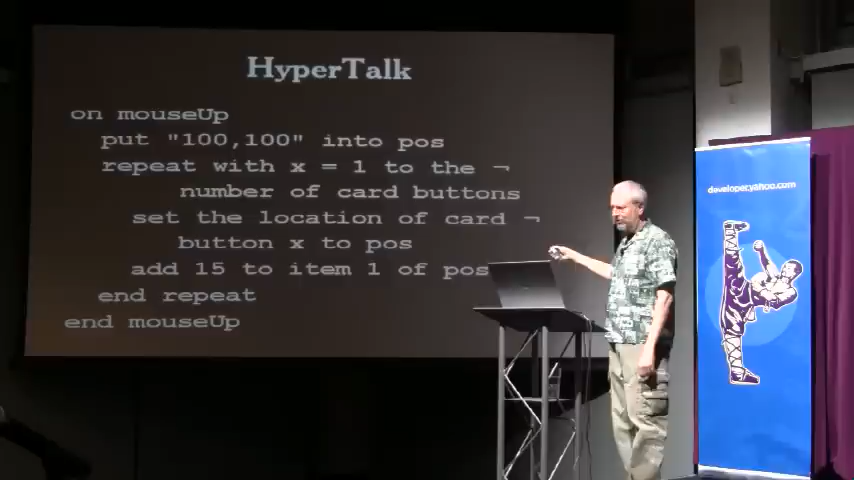 HyperTalk
on mouseUp
put "100,100" into pos
repeat with x = 1 to the ¬
number of card buttons
set the location of card ¬
button x to pos
add 15 to item 1 of pos
end repeat
end mouseUp
developer.yahoo.com